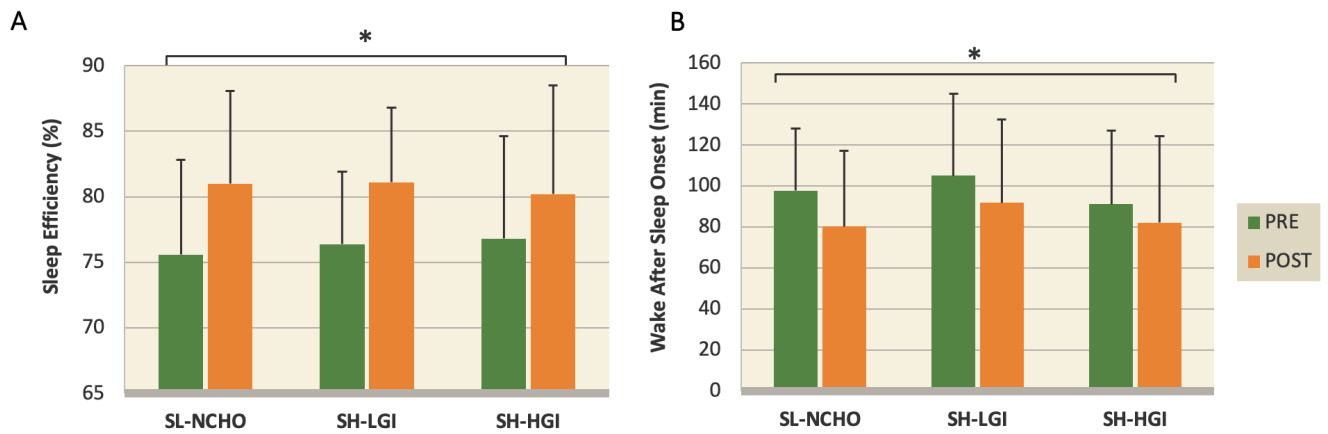 A
*
90
85
80
75
70
65
Sleep Efficiency (%)
SL-NCHO SH-LGI SH-HGI
B
*
160
140
120
100
80
60
40
20
0
Wake After Sleep Onset (min)
SL-NCHO SH-LGI SH-HGI
PRE
POST